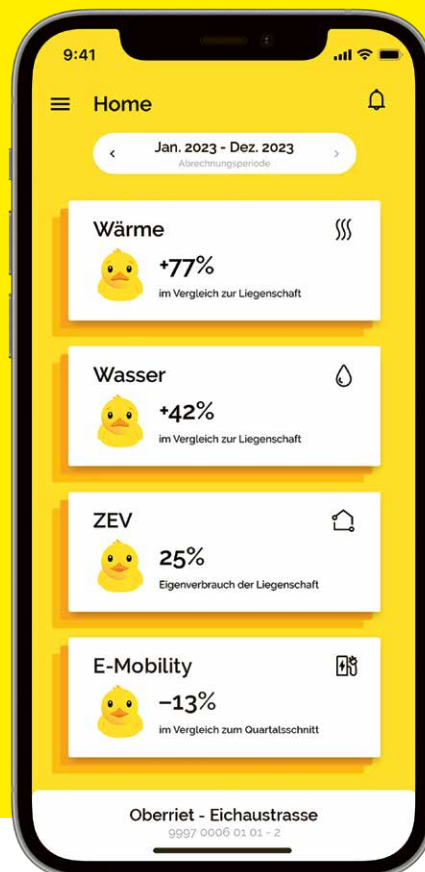 9:41
Home
Jan. 2023 - Dez. 2023
Abrechnungsperiode
Wärme
+77%
im Vergleich zur Liegenschaft
Wasser
+42%
im Vergleich zur Liegenschaft
ZEV
25%
Eigenverbrauch der Liegenschaft
E-Mobility
–13%
im Vergleich zum Quartalsschnitt
Oberriet - Eichaustrasse
9997 0006 01 01 - 2